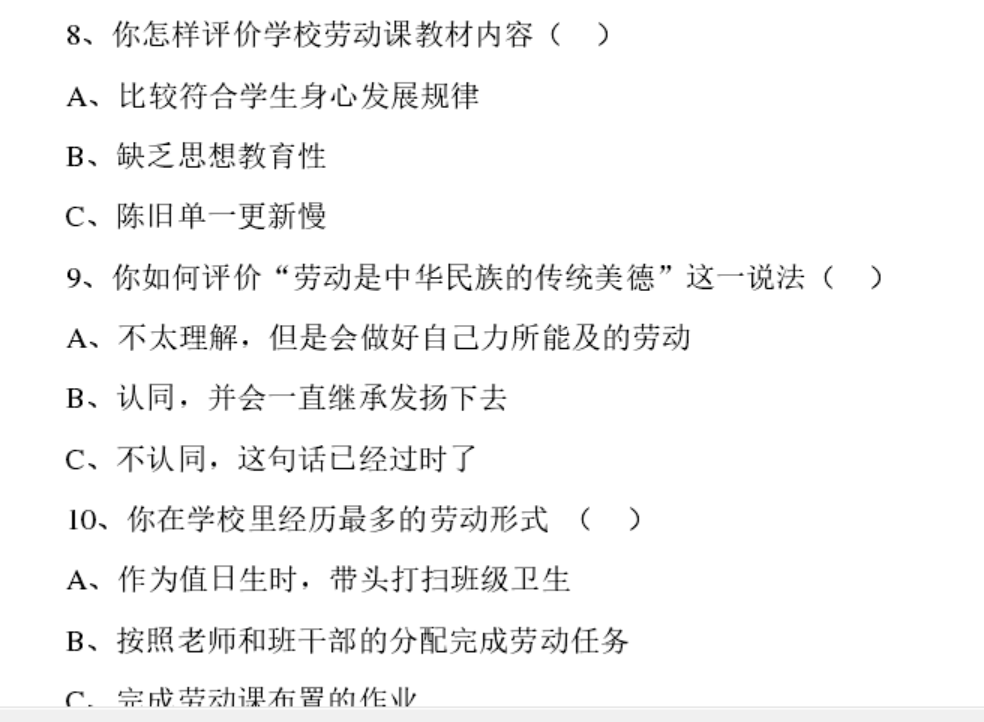 8、你怎样评价学校劳动课教材内容（　）
A、比较符合学生身心发展规律
B、缺乏思想教育性
C、陈旧单一更新慢
9、你如何评价“劳动是中华民族的传统美德”这一说法（　）
A、不太理解，但是会做好自己力所能及的劳动
B、认同，并会一直继承发扬下去
C、不认同，这句话已经过时了
10、你在学校里经历最多的劳动形式 （　）
A、作为值日生时，带头打扫班级卫生
B、按照老师和班干部的分配完成劳动任务
C、完成劳动课布置的作业